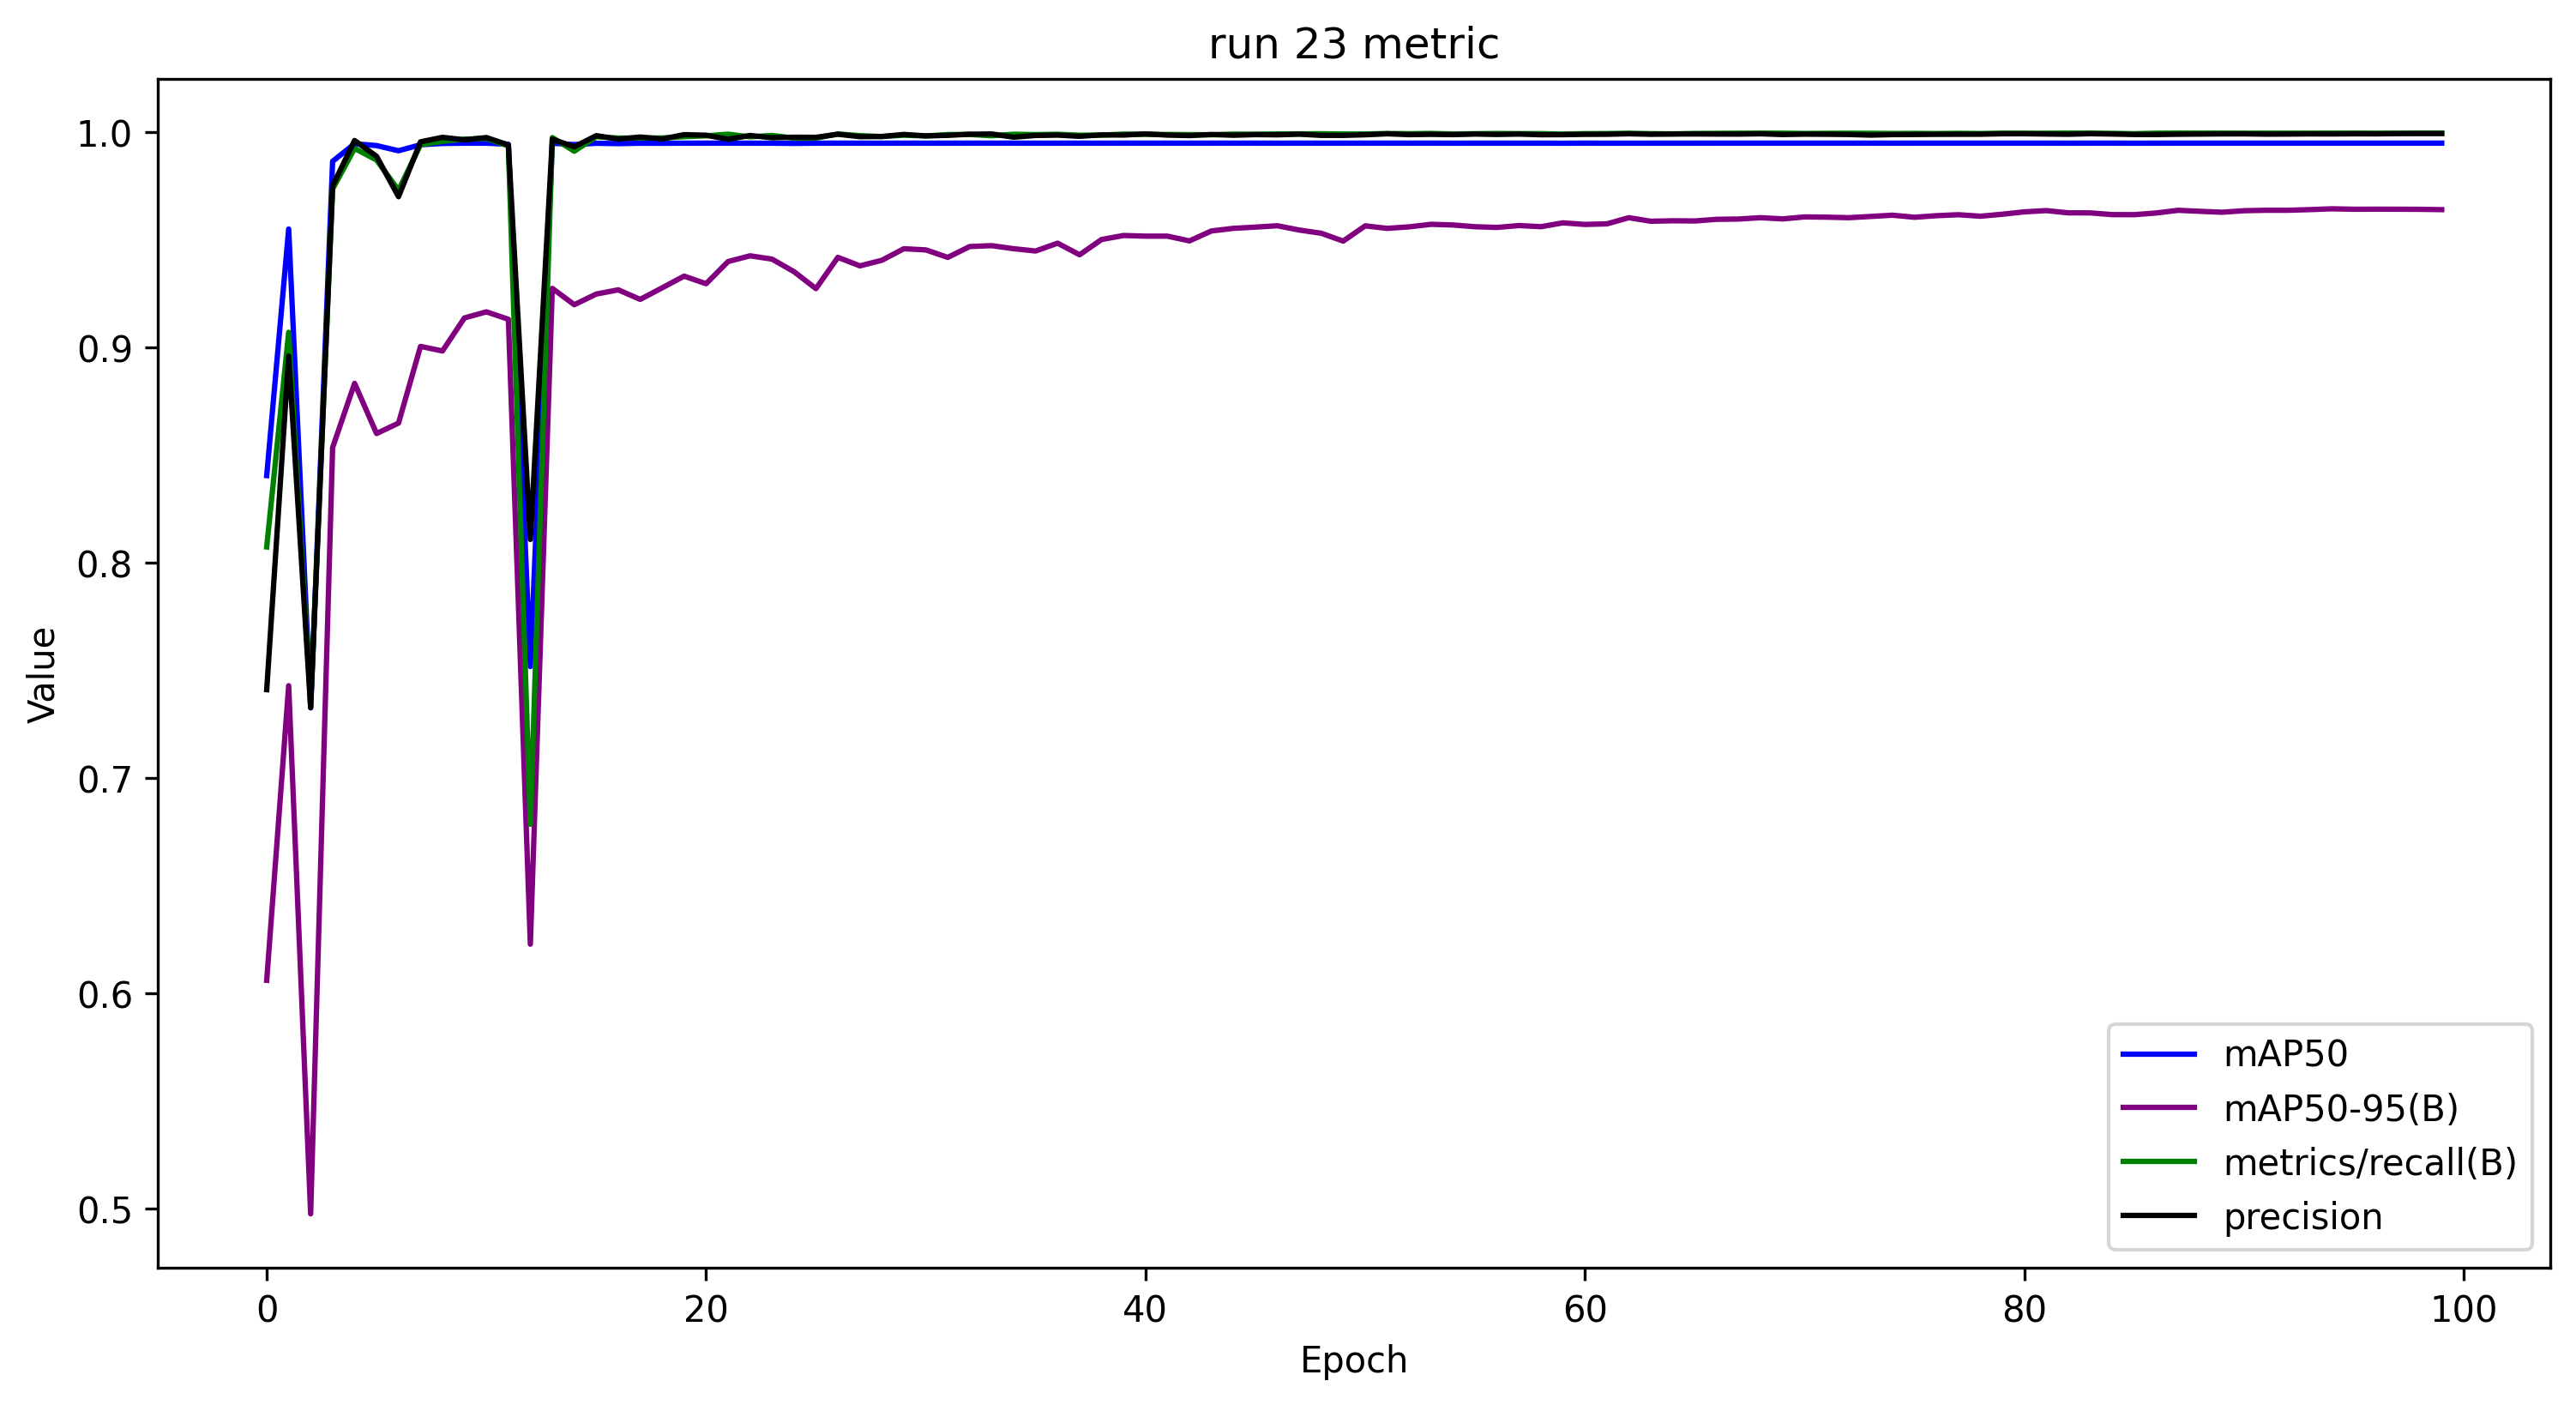 run 23 metric
1.0
0.9
0.8
0.7
0.6
0.5
Value
0 20 40 60 80 100
Epoch
mAP50
mAP50-95(B)
metrics/recall(B)
precision